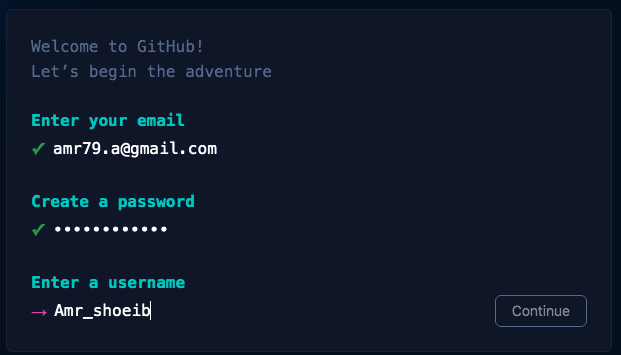 Welcome to GitHub!
Let’s begin the adventure
Enter your email
✓ amr79.a@gmail.com
Create a password
✓ ••••••••••••
Enter a username
→ Amr_shoeib
Continue